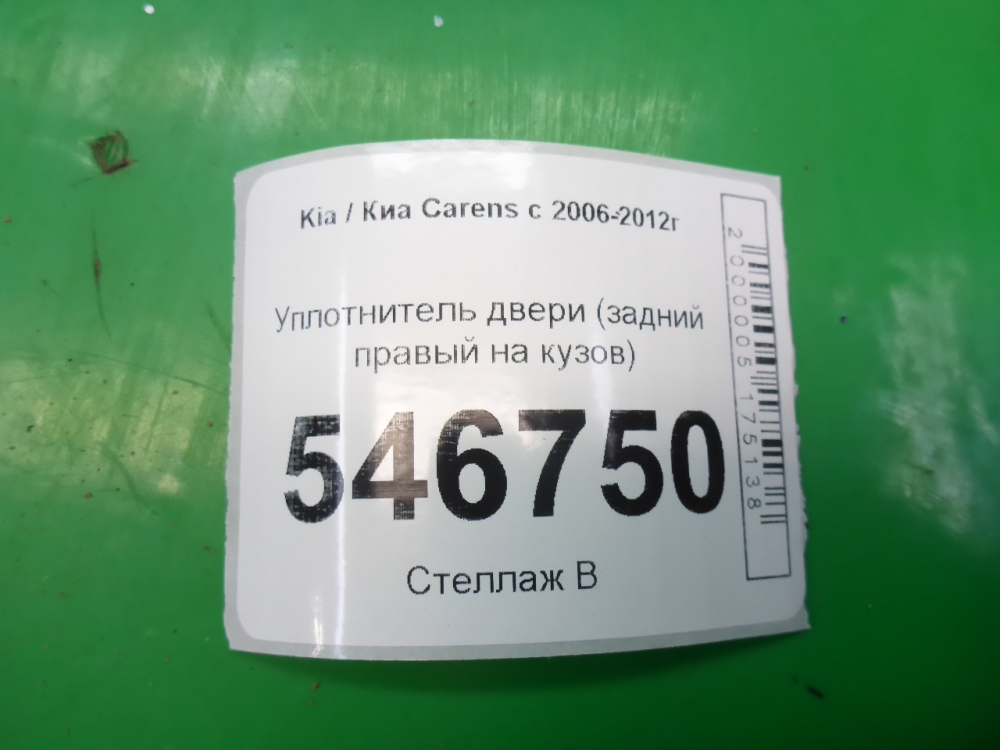 Kia / Киа Carens с 2006-2012г
Уплотнитель двери (задний
правый на кузов)
546750
Стеллаж В
2000005175138